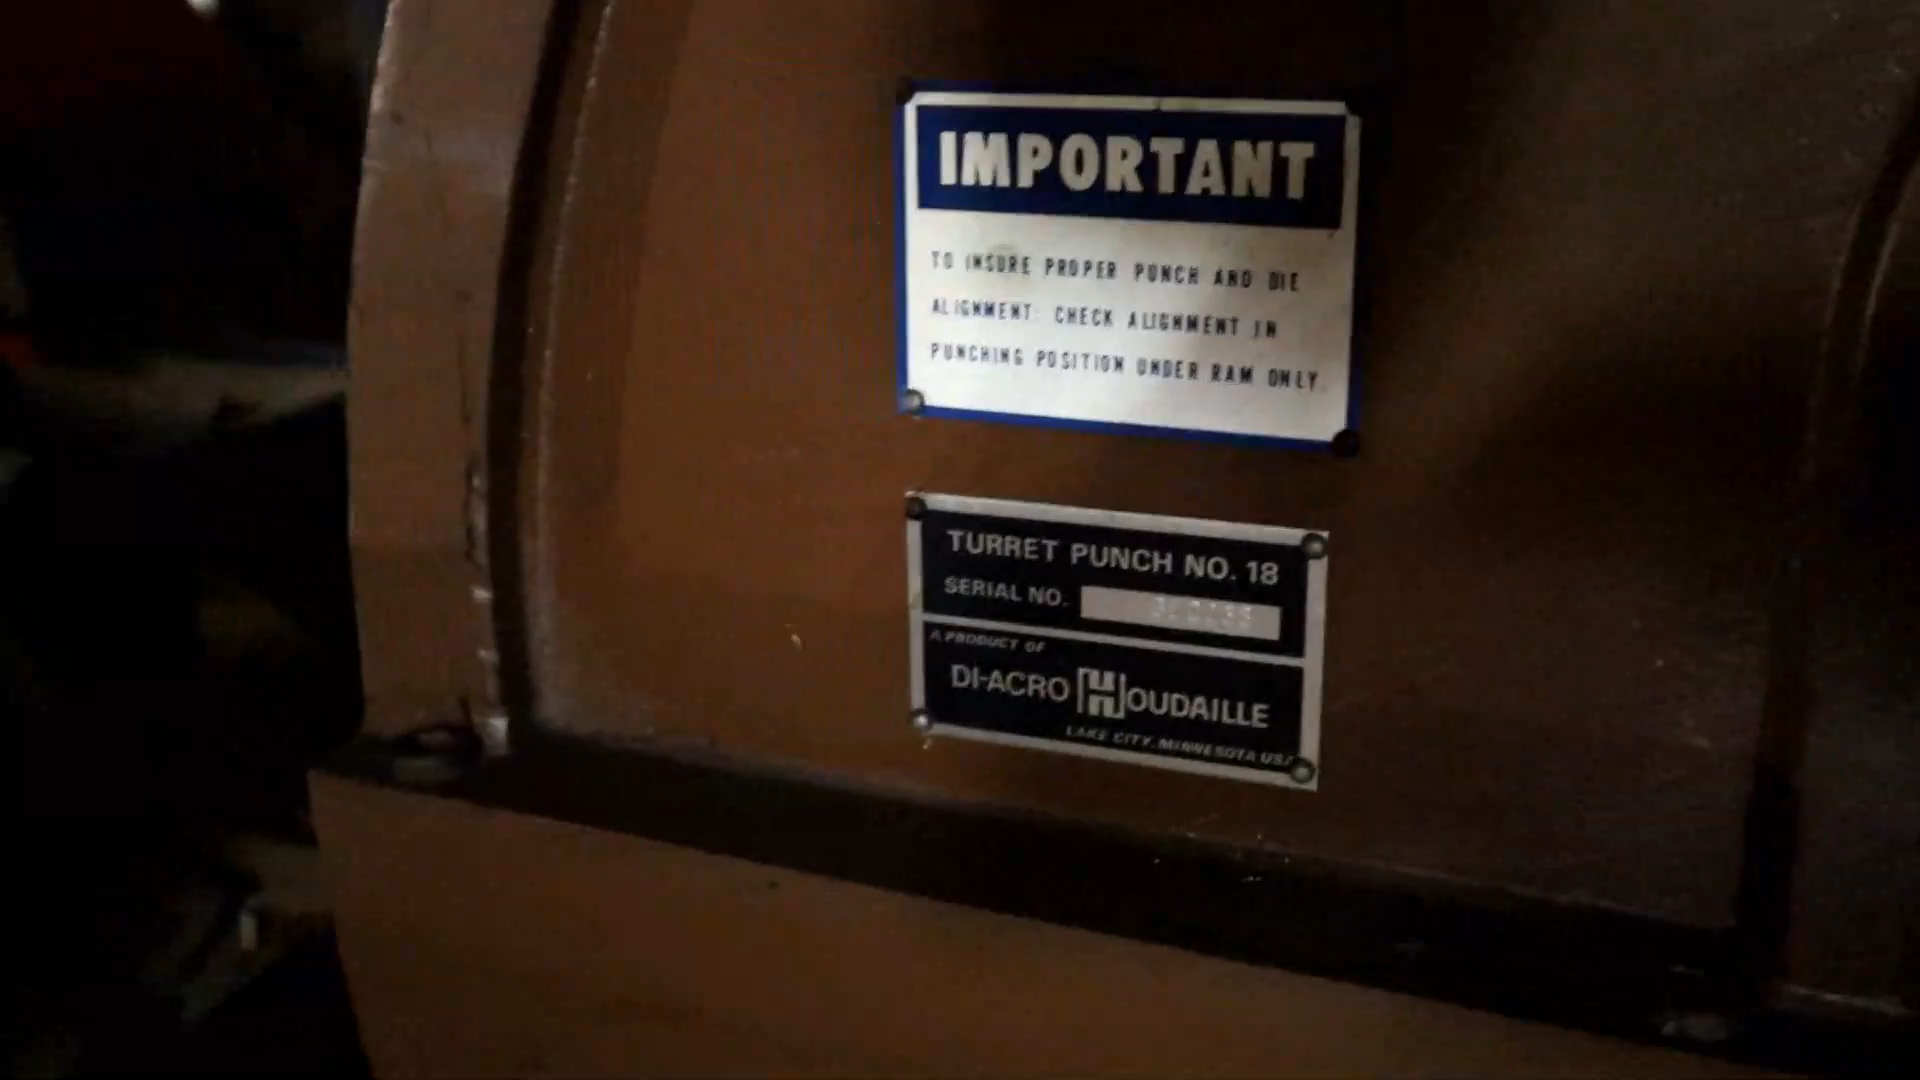 IMPORTANT
TO INSURE PROPER PUNCH AND DIE
ALIGNMENT: CHECK ALIGNMENT IN
PUNCHING POSITION UNDER RAM ONLY.
TURRET PUNCH NO. 18
SERIAL NO.
A PRODUCT OF
DI-ACRO HOUDAILLE
LAKE CITY, MINNESOTA USA